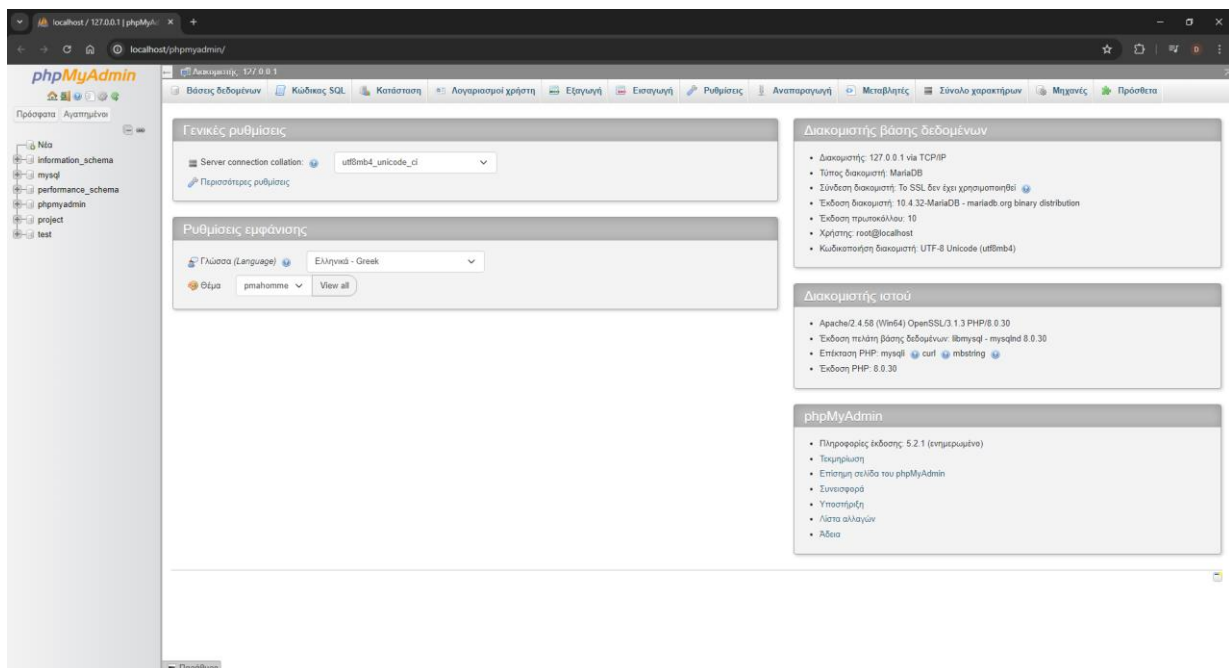 localhost / 127.0.0.1 | phpMyAd
localhost/phpmyadmin/
D
phpMyAdmin
Πρόσφατα Αγαπημένα
Νέα
information_schema
mysql
performance_schema
phpmyadmin
project
test
Διακομιστής: 127.0.0.1
Βάσεις δεδομένων Κώδικας SQL Κατάσταση Λογαριασμοί χρήστη Εξαγωγή Εισαγωγή Ρυθμίσεις Αναπαραγωγή Μεταβλητές Σύνολο χαρακτήρων Μηχανές Πρόσθετα
Γενικές ρυθμίσεις
Server connection collation: utf8mb4_unicode_ci
Περισσότερες ρυθμίσεις
Ρυθμίσεις εμφάνισης
Γλώσσα (Language) Ελληνικά - Greek
Θέμα pmahomme View all
Διακομιστής βάσης δεδομένων
• Διακομιστής: 127.0.0.1 via TCP/IP
• Τύπος διακομιστή: MariaDB
• Σύνδεση διακομιστή: Το SSL δεν έχει χρησιμοποιηθεί
• Έκδοση διακομιστή: 10.4.32-MariaDB - mariadb.org binary distribution
• Έκδοση πρωτοκόλλου: 10
• Χρήστης: root@localhost
• Κωδικοποίηση διακομιστή: UTF-8 Unicode (utf8mb4)
Διακομιστής ιστού
• Apache/2.4.58 (Win64) OpenSSL/3.1.3 PHP/8.0.30
• Έκδοση πελάτη βάσης δεδομένων: libmysql - mysqlnd 8.0.30
• Επέκταση PHP: mysqli curl mbstring
• Έκδοση PHP: 8.0.30
phpMyAdmin
• Πληροφορίες έκδοσης: 5.2.1 (ενημερωμένο)
• Τεκμηρίωση
• Επίσημη σελίδα του phpMyAdmin
• Συνεισφορά
• Υποστήριξη
• Λίστα αλλαγών
• Άδεια